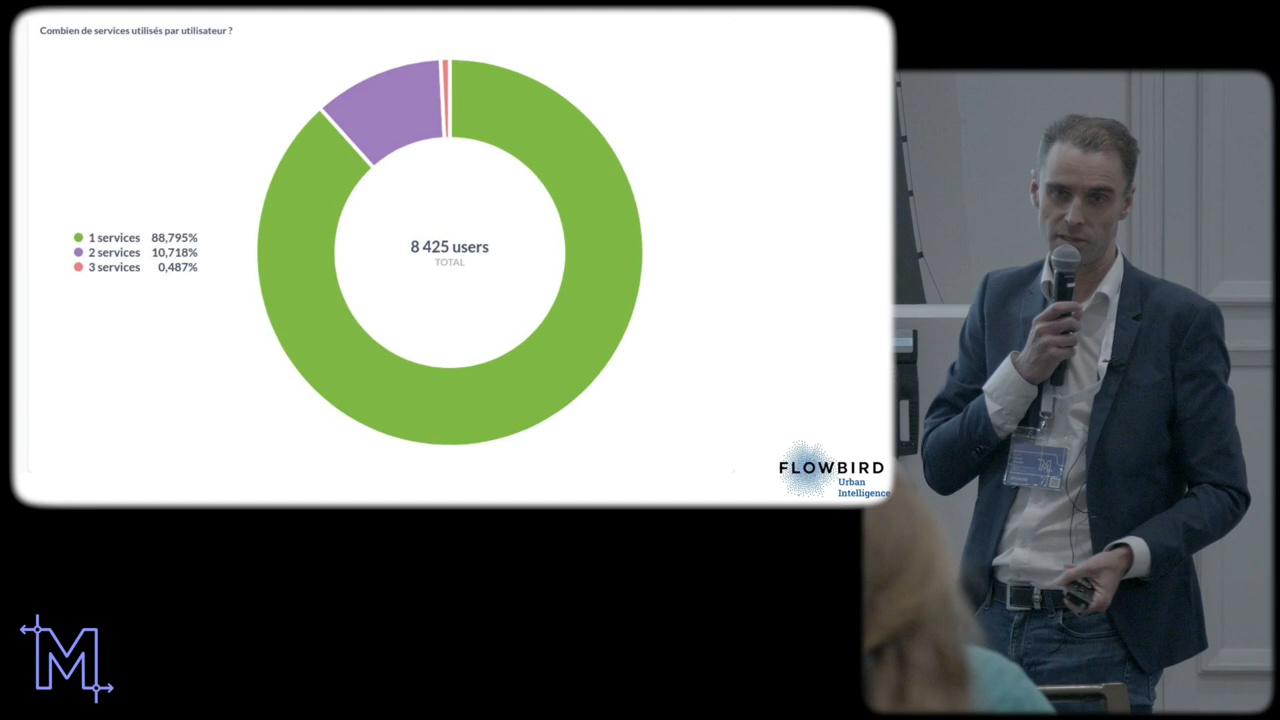 Combien de services utilisés par utilisateur ?
1 services 88,795%
2 services 10,718%
3 services 0,487%
8 425 users
TOTAL
FLOWBIRD
Urban
Intelligence
M